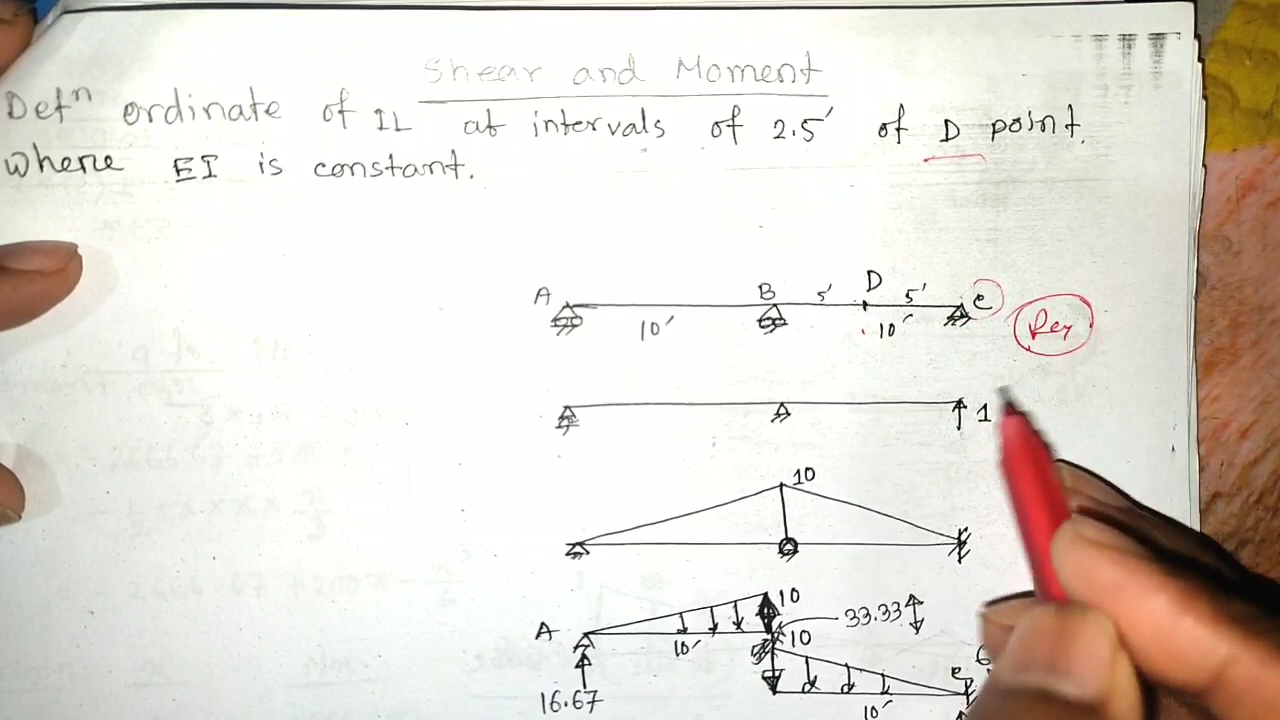 Shear and Moment
Detⁿ ordinate of IL at intervals of 2.5' of D point.
where EI is constant.
A B 5' D 5' c
10' 10'
Rey
1
10
A 10 33.33
10' 10
16.67 e
10'